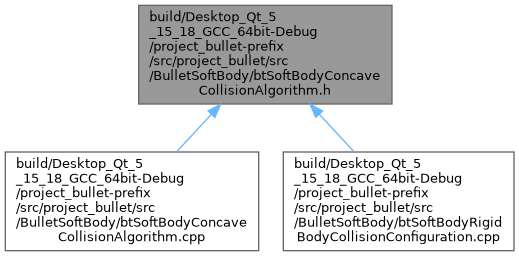 build/Desktop_Qt_5
_15_18_GCC_64bit-Debug
/project_bullet-prefix
/src/project_bullet/src
/BulletSoftBody/btSoftBodyConcave
CollisionAlgorithm.h
build/Desktop_Qt_5
_15_18_GCC_64bit-Debug
/project_bullet-prefix
/src/project_bullet/src
/BulletSoftBody/btSoftBodyConcave
CollisionAlgorithm.cpp
build/Desktop_Qt_5
_15_18_GCC_64bit-Debug
/project_bullet-prefix
/src/project_bullet/src
/BulletSoftBody/btSoftBodyRigid
BodyCollisionConfiguration.cpp